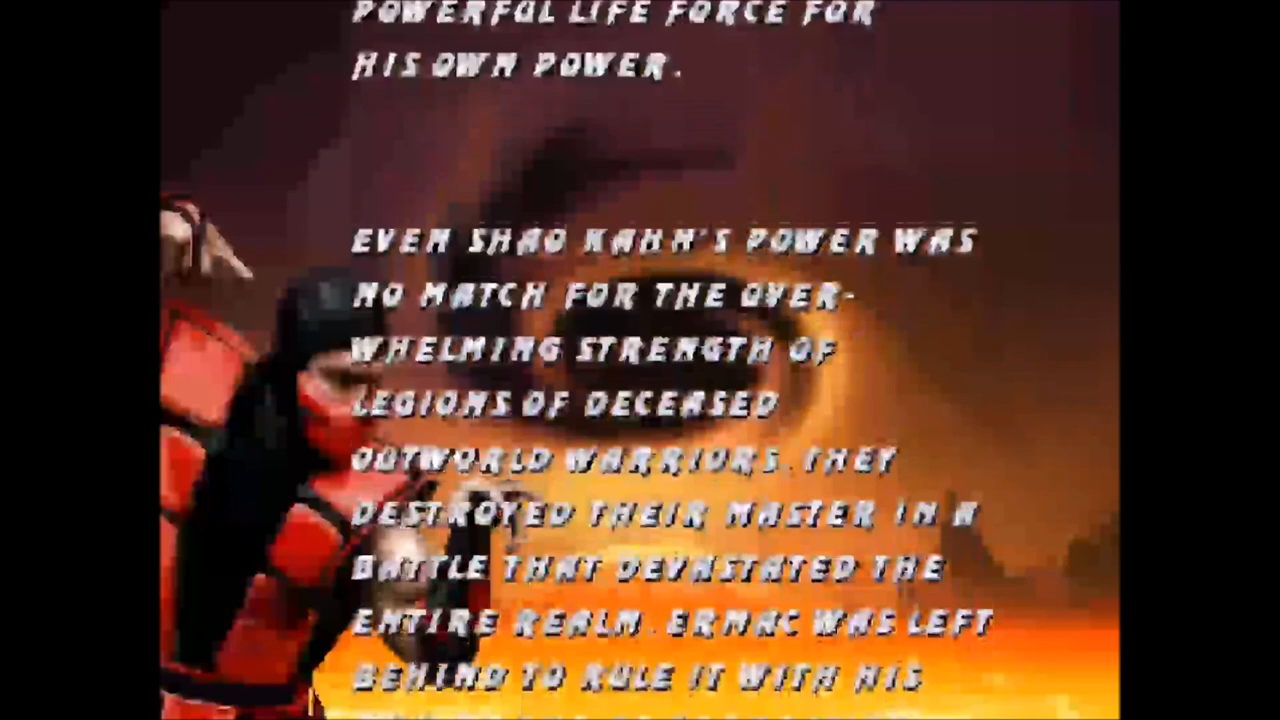 POWERFUL LIFE FORCE FOR
HIS OWN POWER.
EVEN SHAO KAHN'S POWER WAS
NO MATCH FOR THE OVER-
WHELMING STRENGTH OF
LEGIONS OF DECEASED
OUTWORLD WARRIORS. THEY
DESTROYED THEIR MASTER IN A
BATTLE THAT DEVASTATED THE
ENTIRE REALM. ERMAC WAS LEFT
BEHIND TO RULE IT WITH HIS